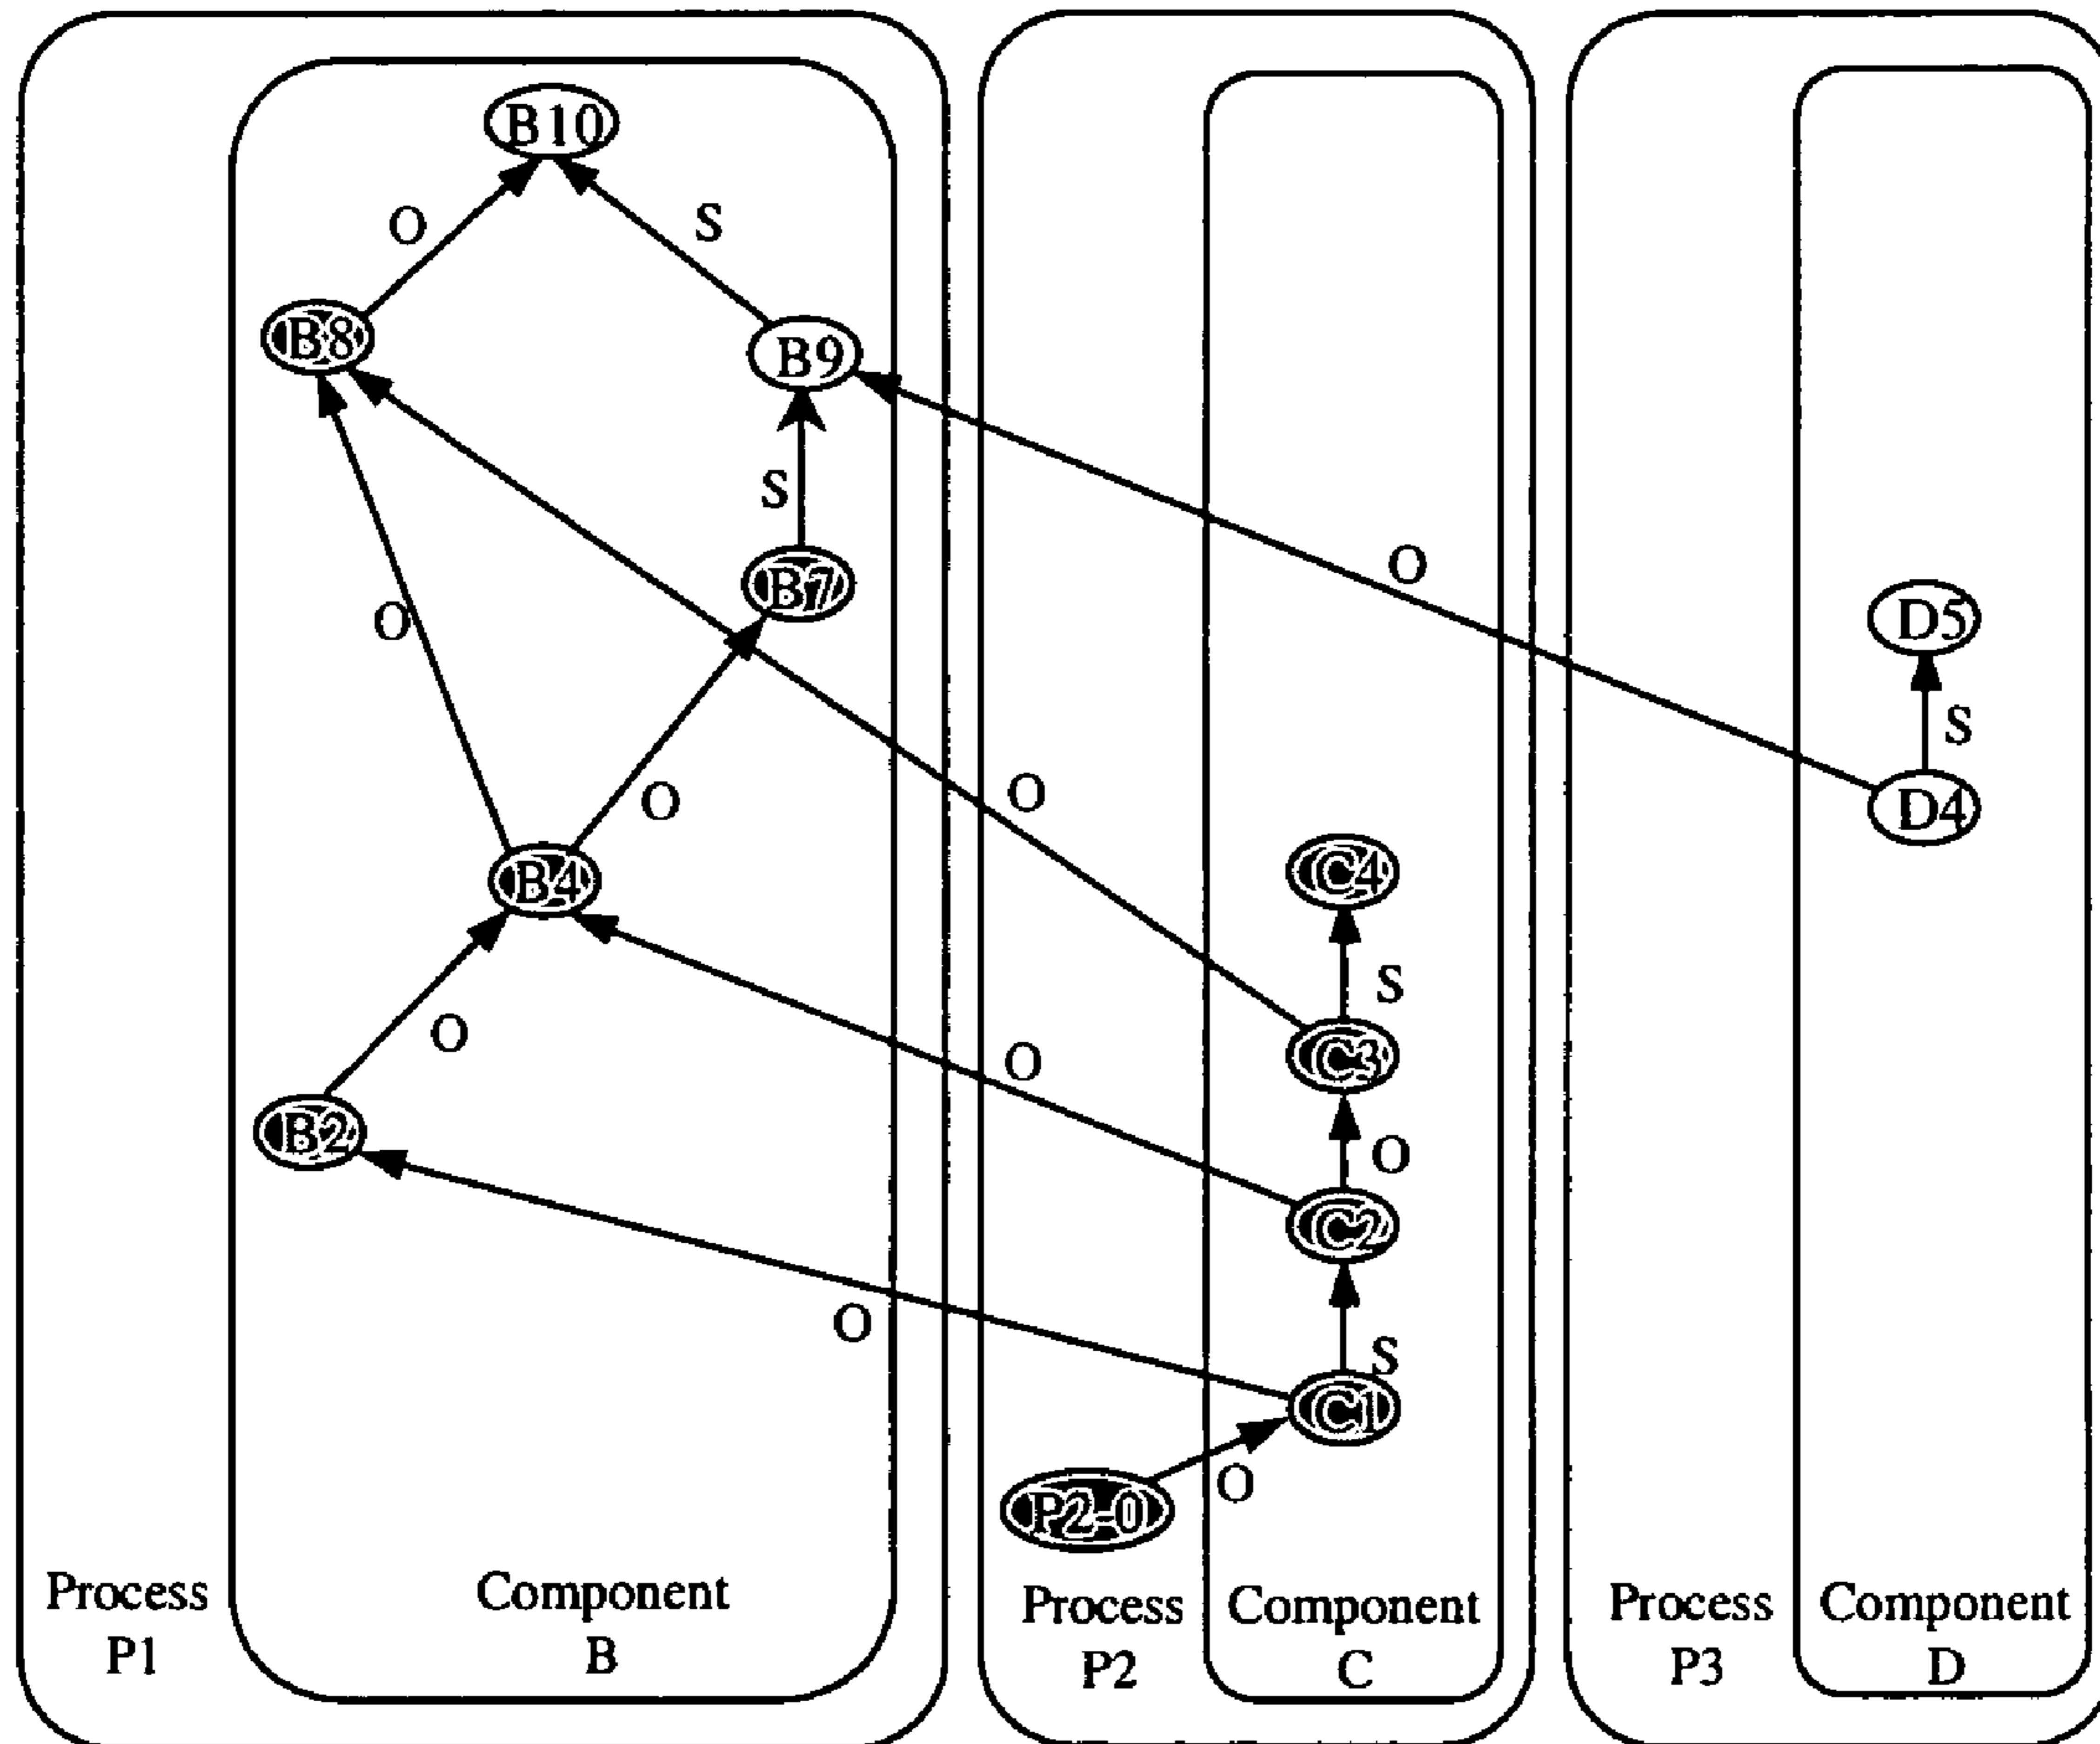 B10
O
S
B8
B9
S
O
B7
D5
O
S
O
O
D4
B4
C4
S
O
O
C3
B2
O
C2
O
S
C1
O
P2-0
Process
P1
Component
B
Process
P2
Component
C
Process
P3
Component
D